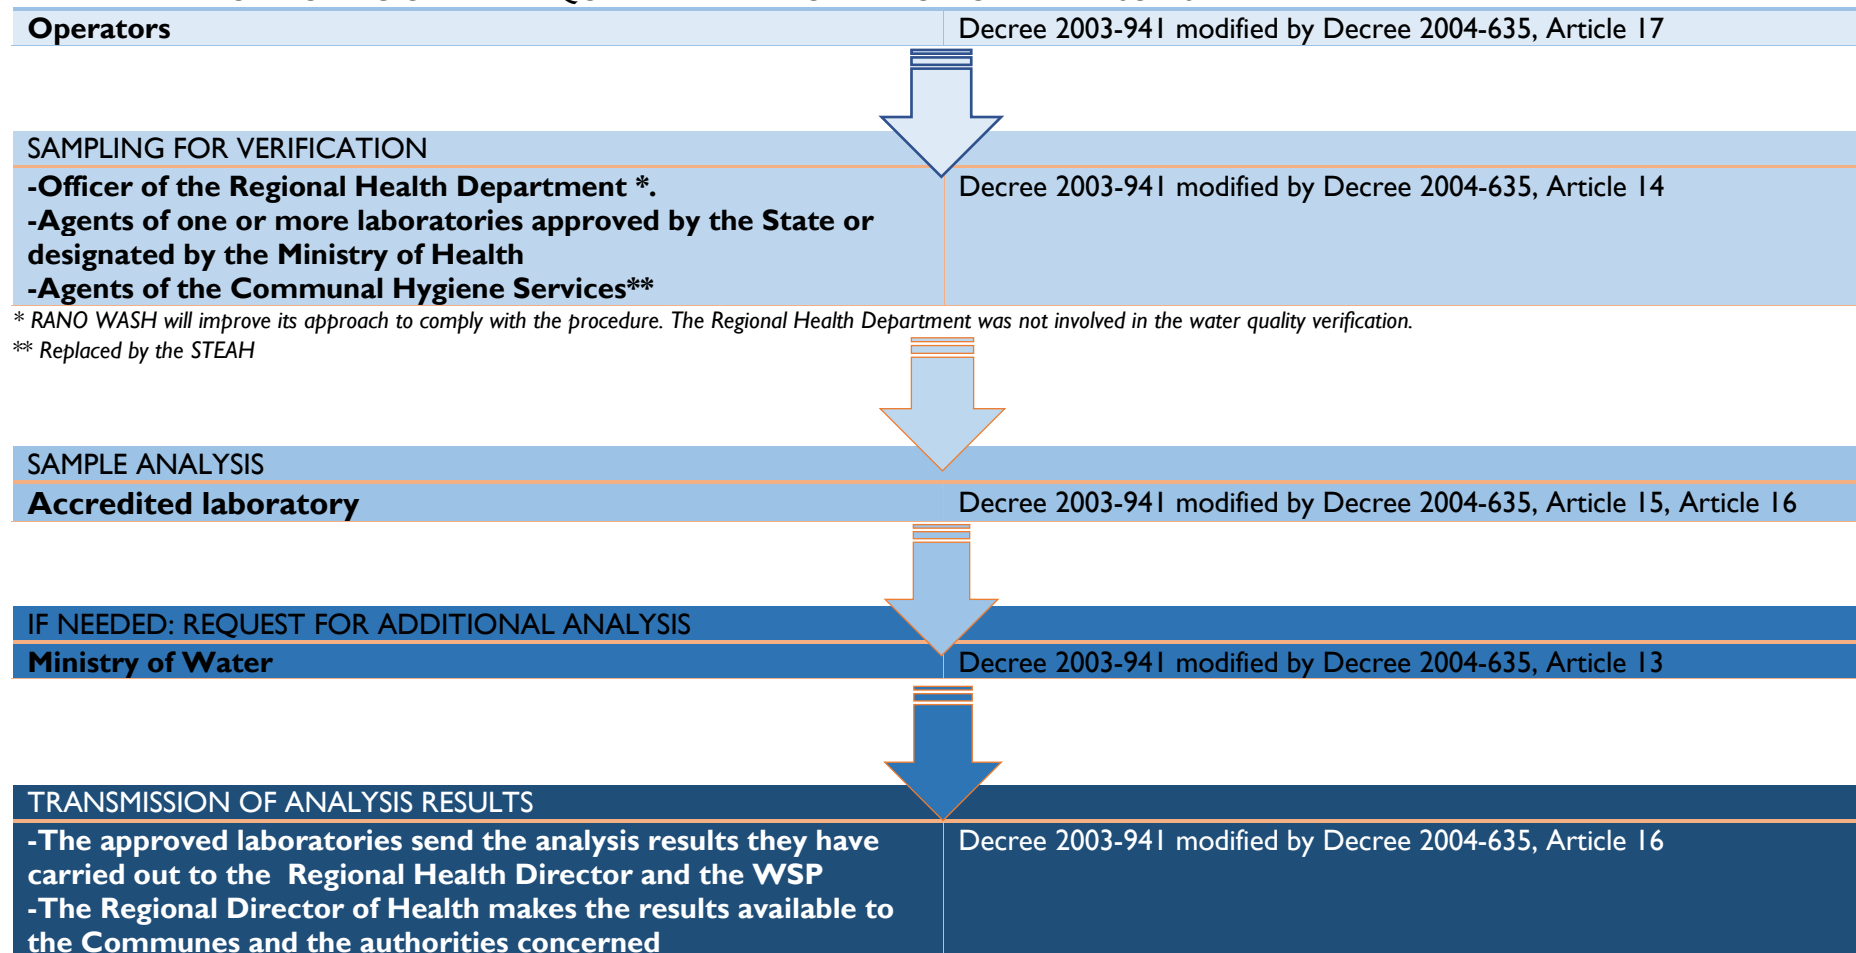 Operators
Decree 2003-941 modified by Decree 2004-635, Article 17
SAMPLING FOR VERIFICATION
-Officer of the Regional Health Department *.
Decree 2003-941 modified by Decree 2004-635, Article 14
-Agents of one or more laboratories approved by the State or
designated by the Ministry of Health
-Agents of the Communal Hygiene Services**
* RANO WASH will improve its approach to comply with the procedure. The Regional Health Department was not involved in the water quality verification.
** Replaced by the STEAH
SAMPLE ANALYSIS
Accredited laboratory
Decree 2003-941 modified by Decree 2004-635, Article 15, Article 16
IF NEEDED: REQUEST FOR ADDITIONAL ANALYSIS
Ministry of Water
Decree 2003-941 modified by Decree 2004-635, Article 13
TRANSMISSION OF ANALYSIS RESULTS
-The approved laboratories send the analysis results they have
Decree 2003-941 modified by Decree 2004-635, Article 16
carried out to the  Regional Health Director and the WSP
-The Regional Director of Health makes the results available to
the Communes and the authorities concerned